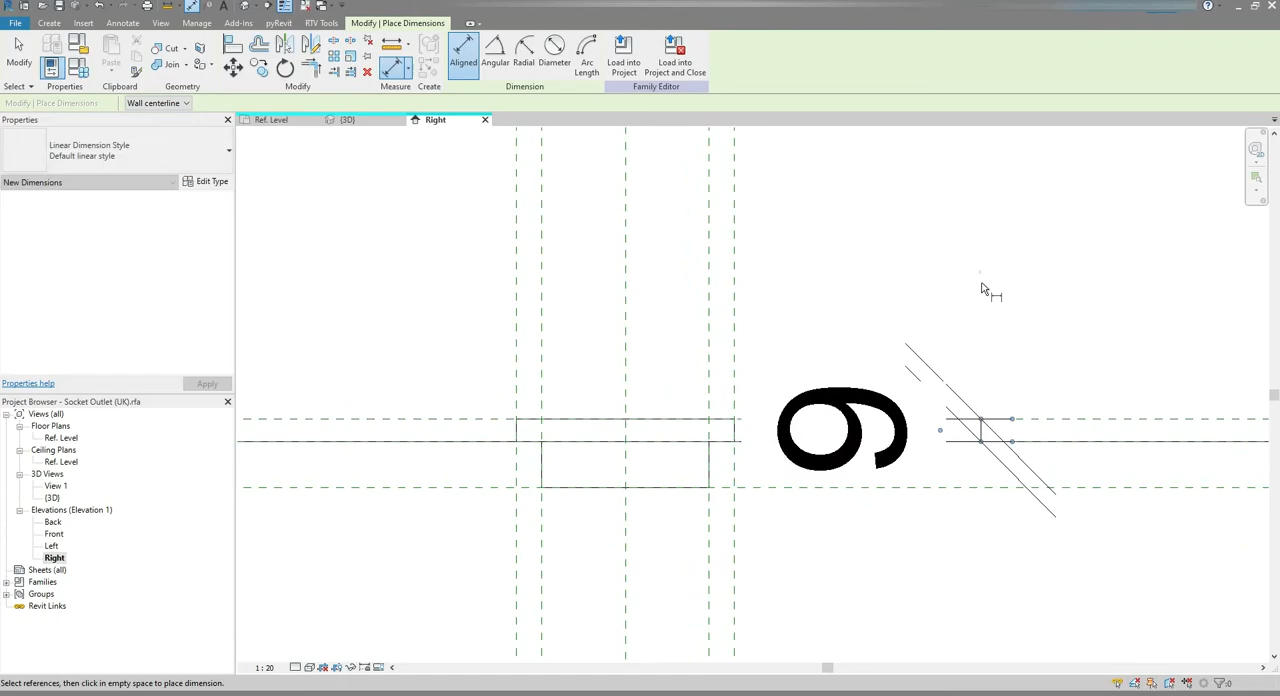 File Create Insert Annotate View Manage Add-Ins pyRevit RTV Tools Modify | Place Dimensions
Modify Paste Cut Join Aligned Angular Radial Diameter Arc Length Load into Project Load into Project and Close
Select Properties Clipboard Geometry Modify Measure Create Dimension Family Editor
Modify | Place Dimensions Wall centerline
Properties
Ref. Level {3D} Right
Linear Dimension Style
Default linear style
New Dimensions Edit Type
9
Properties help Apply
Project Browser - Socket Outlet (UK).rfa
Views (all)
Floor Plans
Ref. Level
Ceiling Plans
Ref. Level
3D Views
View 1
{3D}
Elevations (Elevation 1)
Back
Front
Left
Right
Sheets (all)
Families
Groups
Revit Links
1 : 20
Select references, then click in empty space to place dimension.
:0